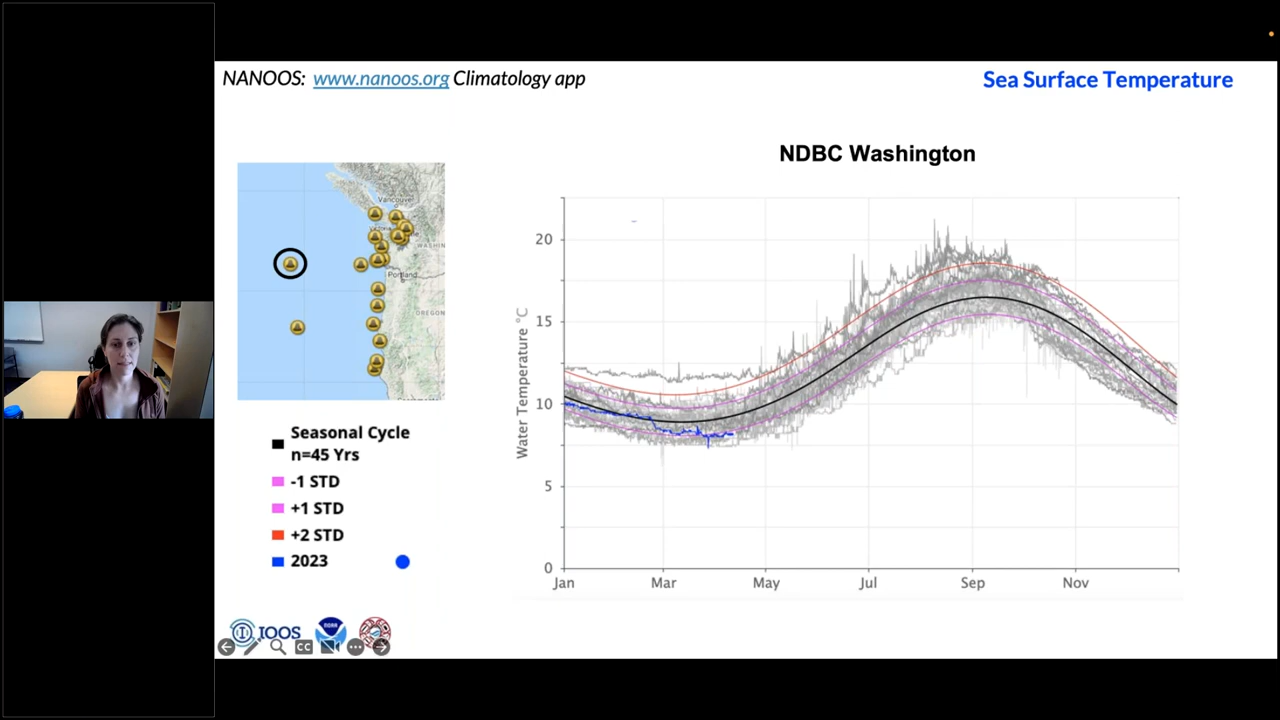 NANOOS: www.nanoos.org Climatology app
Sea Surface Temperature
NDBC Washington
Vancouver
Portland
OREGON
Seasonal Cycle
n=45 Yrs
-1 STD
+1 STD
+2 STD
2023
Water Temperature °C
20
15
10
5
0
Jan
Mar
May
Jul
Sep
Nov
IOOS
CC